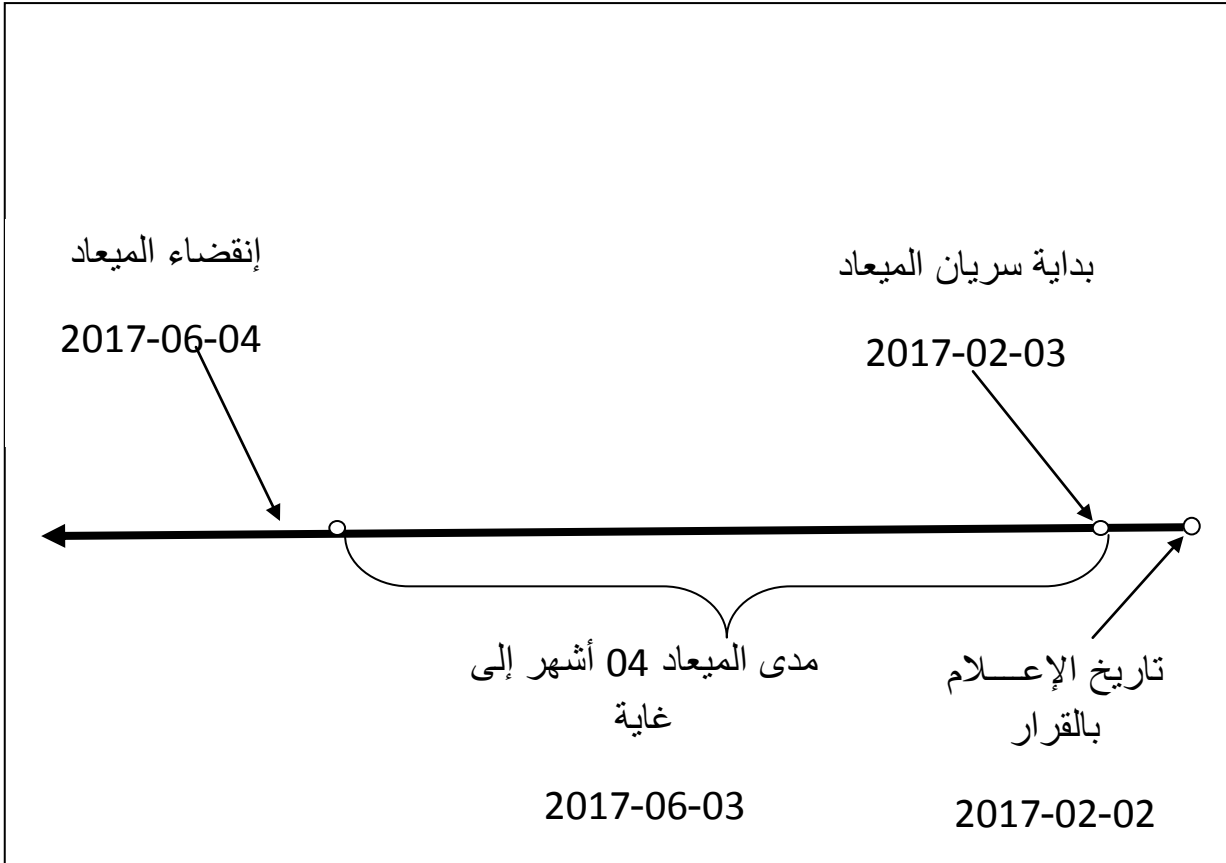 إنقضاء الميعاد
2017-06-04
بداية سريان الميعاد
2017-02-03
مدى الميعاد 04 أشهر إلى
غاية
2017-06-03
تاريخ الإعـــلام
بالقرار
2017-02-02